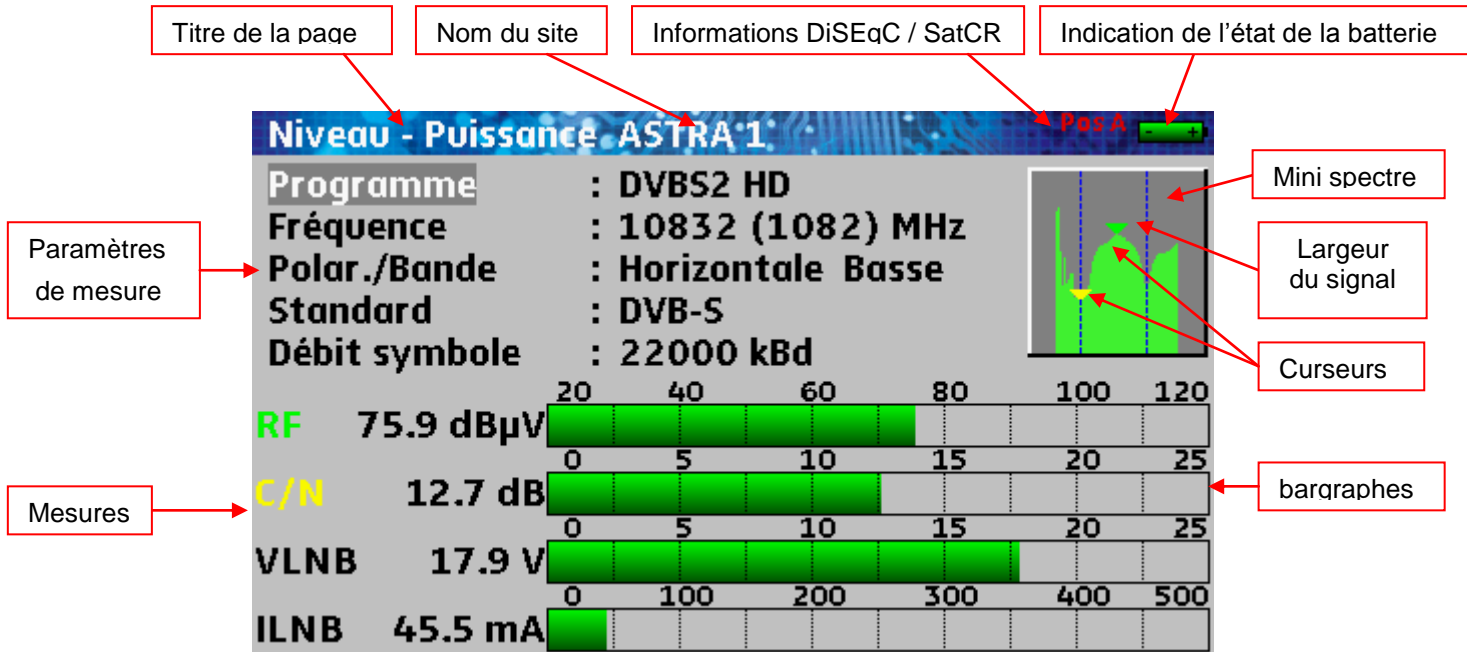 Titre de la page
Nom du site
Informations DiSEqC / SatCR
Indication de l'état de la batterie
Niveau - Puissance ASTRA 1
Pos A
- +
Programme : DVBS2 HD
Mini spectre
Fréquence : 10832 (1082) MHz
Paramètres
de mesure
Polar./Bande : Horizontale Basse
Largeur
du signal
Standard : DVB-S
Débit symbole : 22000 kBd
Curseurs
20 40 60 80 100 120
RF 75.9 dBµV
0 5 10 15 20 25
C/N 12.7 dB
bargraphes
Mesures
0 5 10 15 20 25
VLNB 17.9 V
0 100 200 300 400 500
ILNB 45.5 mA